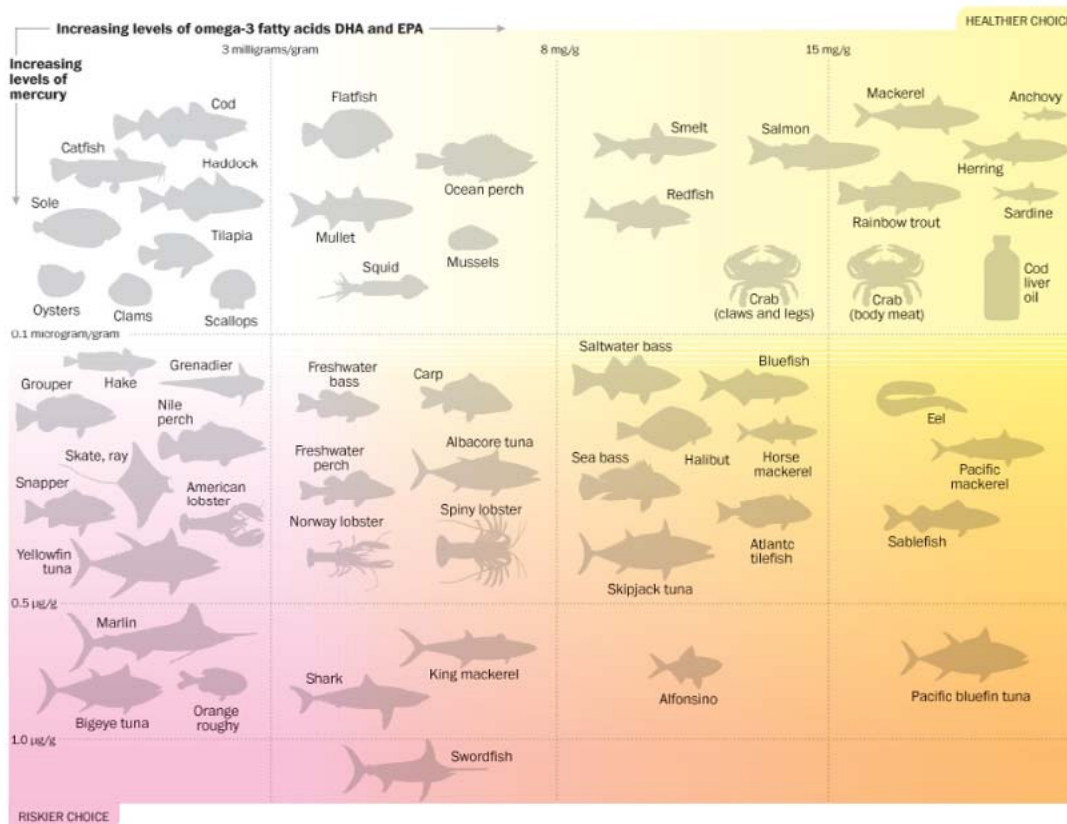 Increasing levels of omega-3 fatty acids DHA and EPA
HEALTHIER CHOICE
3 milligrams/gram
8 mg/g
15 mg/g
Increasing
levels of
mercury
Cod
Catfish
Haddock
Sole
Tilapia
Oysters
Clams
Scallops
Flatfish
Ocean perch
Mullet
Mussels
Squid
Smelt
Redfish
Salmon
Crab
(claws and legs)
Mackerel
Anchovy
Herring
Rainbow trout
Sardine
Crab
(body meat)
Cod
liver
oil
0.1 microgram/gram
Hake
Grenadier
Grouper
Nile
perch
Skate, ray
Snapper
American
lobster
Yellowfin
tuna
Freshwater
bass
Carp
Freshwater
perch
Albacore tuna
Norway lobster
Spiny lobster
Saltwater bass
Bluefish
Halibut
Horse
mackerel
Sea bass
Atlantc
tilefish
Skipjack tuna
Eel
Pacific
mackerel
Sablefish
0.5 µg/g
Marlin
Bigeye tuna
Orange
roughy
Shark
King mackerel
Alfonsino
Pacific bluefin tuna
1.0 µg/g
Swordfish
RISKIER CHOICE